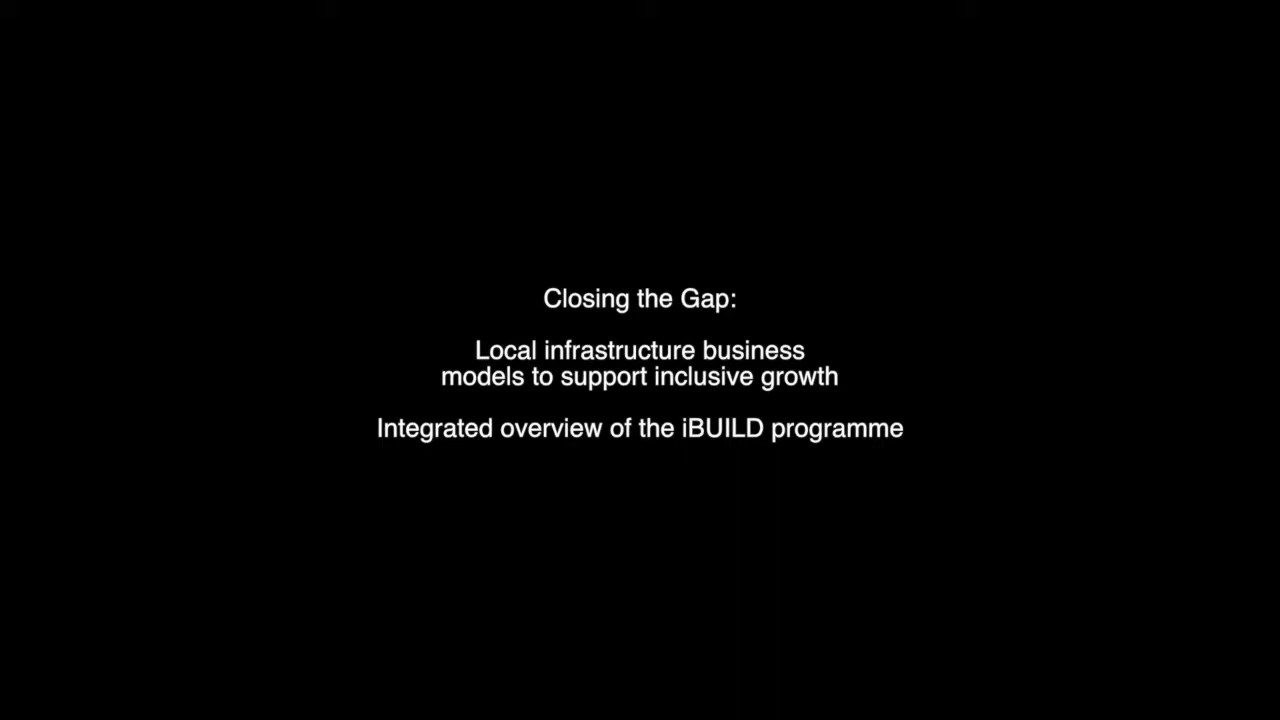 Closing the Gap:
Local infrastructure business
models to support inclusive growth
Integrated overview of the iBUILD programme